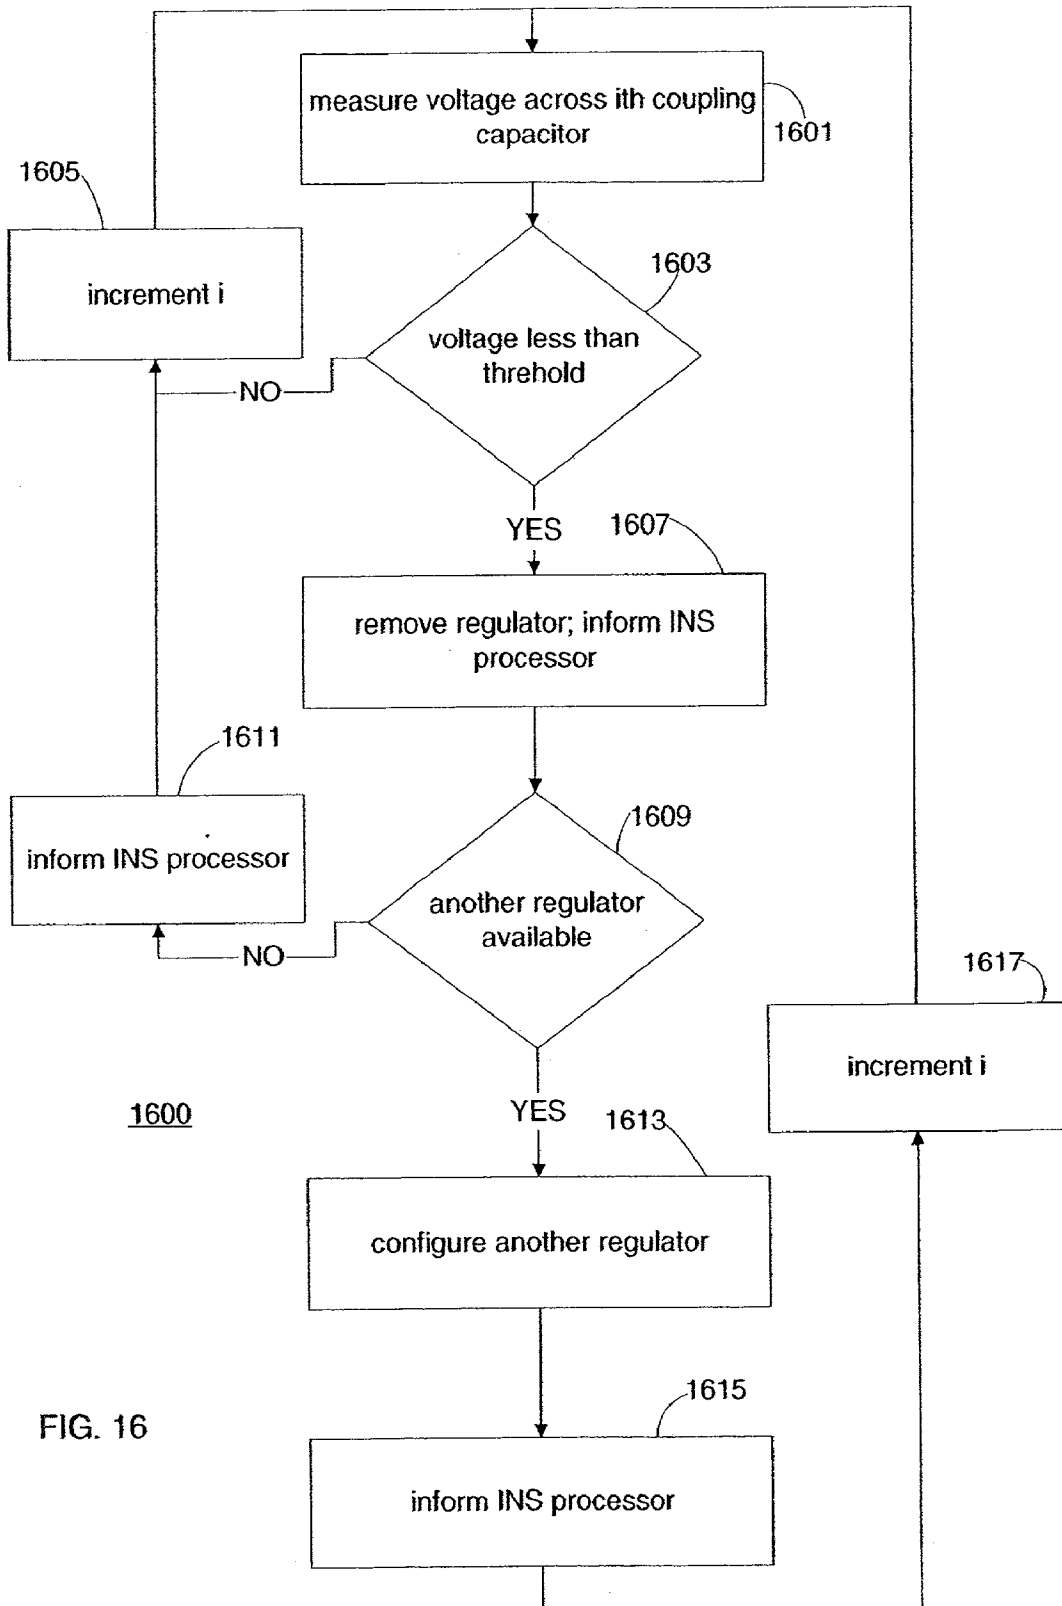 measure voltage across ith coupling
capacitor
1601
1605
increment i
1603
voltage less than
threhold
NO
YES
1607
remove regulator; inform INS
processor
1611
inform INS processor
1609
another regulator
available
NO
1617
increment i
YES
1600
1613
configure another regulator
1615
FIG. 16
inform INS processor